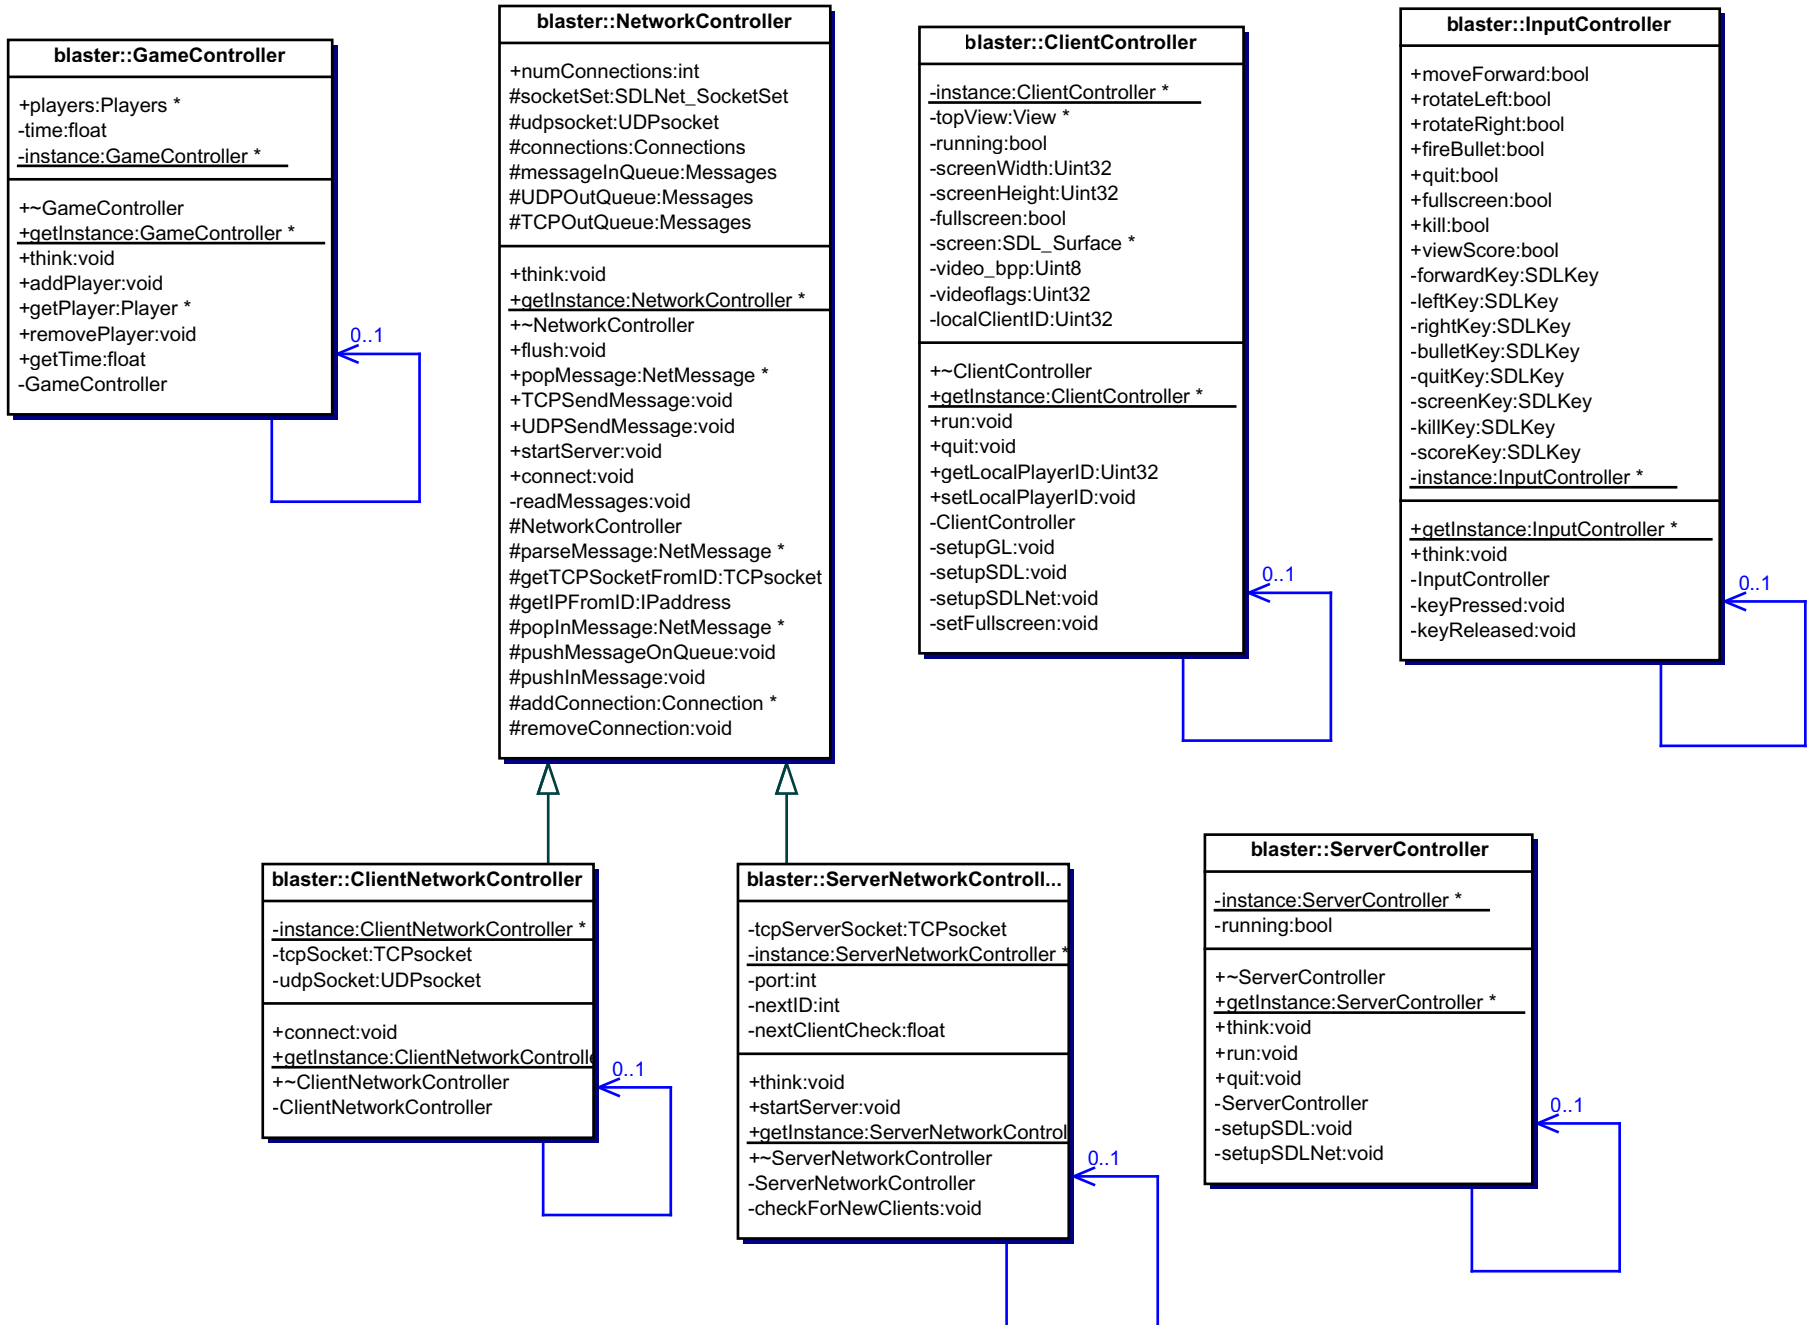 blaster::GameController
+players:Players *
-time:float
-instance:GameController *
+~GameController
+getInstance:GameController *
+think:void
+addPlayer:void
+getPlayer:Player *
+removePlayer:void
+getTime:float
-GameController
0..1
blaster::NetworkController
+numConnections:int
#socketSet:SDLNet_SocketSet
#udpsocket:UDPsocket
#connections:Connections
#messageInQueue:Messages
#UDPOutQueue:Messages
#TCPOutQueue:Messages
+think:void
+getInstance:NetworkController *
+~NetworkController
+flush:void
+popMessage:NetMessage *
+TCPSendMessage:void
+UDPSendMessage:void
+startServer:void
+connect:void
-readMessages:void
#NetworkController
#parseMessage:NetMessage *
#getTCPSocketFromID:TCPsocket
#getIPFromID:IPaddress
#popInMessage:NetMessage *
#pushMessageOnQueue:void
#pushInMessage:void
#addConnection:Connection *
#removeConnection:void
blaster::ClientController
-instance:ClientController *
-topView:View *
-running:bool
-screenWidth:Uint32
-screenHeight:Uint32
-fullscreen:bool
-screen:SDL_Surface *
-video_bpp:Uint8
-videoflags:Uint32
-localClientID:Uint32
+~ClientController
+getInstance:ClientController *
+run:void
+quit:void
+getLocalPlayerID:Uint32
+setLocalPlayerID:void
-ClientController
-setupGL:void
-setupSDL:void
-setupSDLNet:void
-setFullscreen:void
0..1
blaster::InputController
+moveForward:bool
+rotateLeft:bool
+rotateRight:bool
+fireBullet:bool
+quit:bool
+fullscreen:bool
+kill:bool
+viewScore:bool
-forwardKey:SDLKey
-leftKey:SDLKey
-rightKey:SDLKey
-bulletKey:SDLKey
-quitKey:SDLKey
-screenKey:SDLKey
-killKey:SDLKey
-scoreKey:SDLKey
-instance:InputController *
+getInstance:InputController *
+think:void
-InputController
-keyPressed:void
-keyReleased:void
0..1
blaster::ClientNetworkController
-instance:ClientNetworkController *
-tcpSocket:TCPsocket
-udpSocket:UDPsocket
+connect:void
+getInstance:ClientNetworkControlle
+~ClientNetworkController
-ClientNetworkController
0..1
blaster::ServerNetworkControll...
-tcpServerSocket:TCPsocket
-instance:ServerNetworkController *
-port:int
-nextID:int
-nextClientCheck:float
+think:void
+startServer:void
+getInstance:ServerNetworkControl
+~ServerNetworkController
-ServerNetworkController
-checkForNewClients:void
0..1
blaster::ServerController
-instance:ServerController *
-running:bool
+~ServerController
+getInstance:ServerController *
+think:void
+run:void
+quit:void
-ServerController
-setupSDL:void
-setupSDLNet:void
0..1